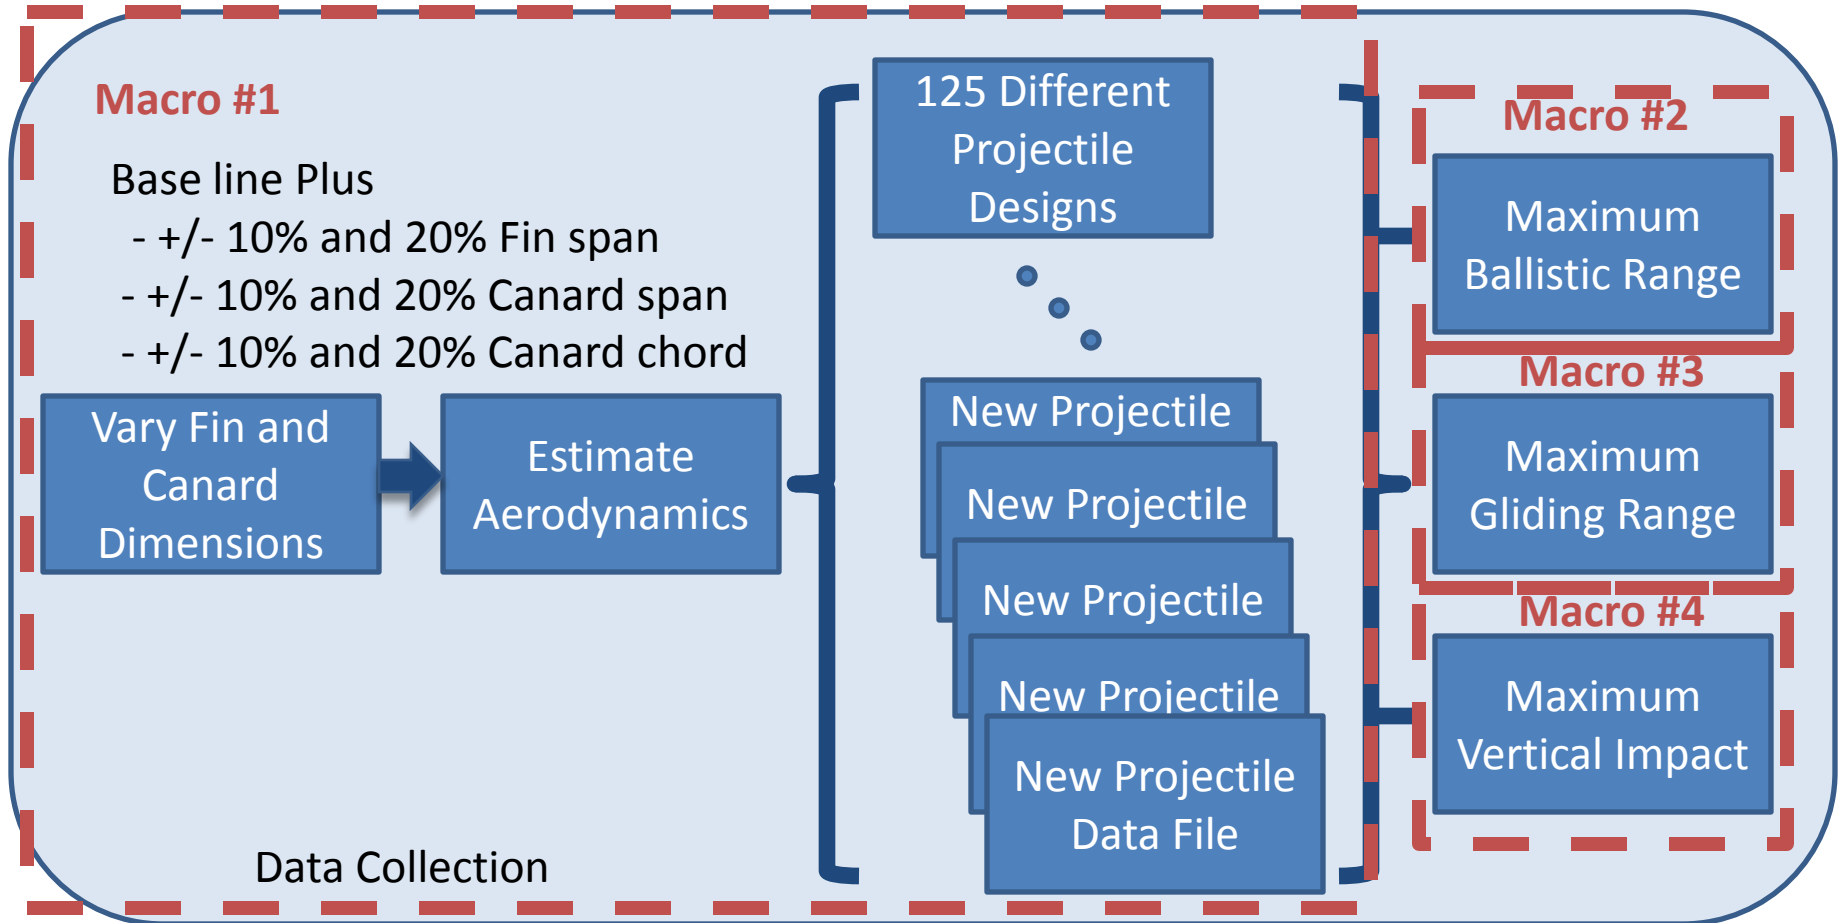 Macro #1
Base line Plus
- +/- 10% and 20% Fin span
- +/- 10% and 20% Canard span
- +/- 10% and 20% Canard chord
Vary Fin and
Canard
Dimensions
Estimate
Aerodynamics
125 Different
Projectile
Designs
New Projectile
New Projectile
New Projectile
New Projectile
New Projectile
Data File
Macro #2
Maximum
Ballistic Range
Macro #3
Maximum
Gliding Range
Macro #4
Maximum
Vertical Impact
Data Collection